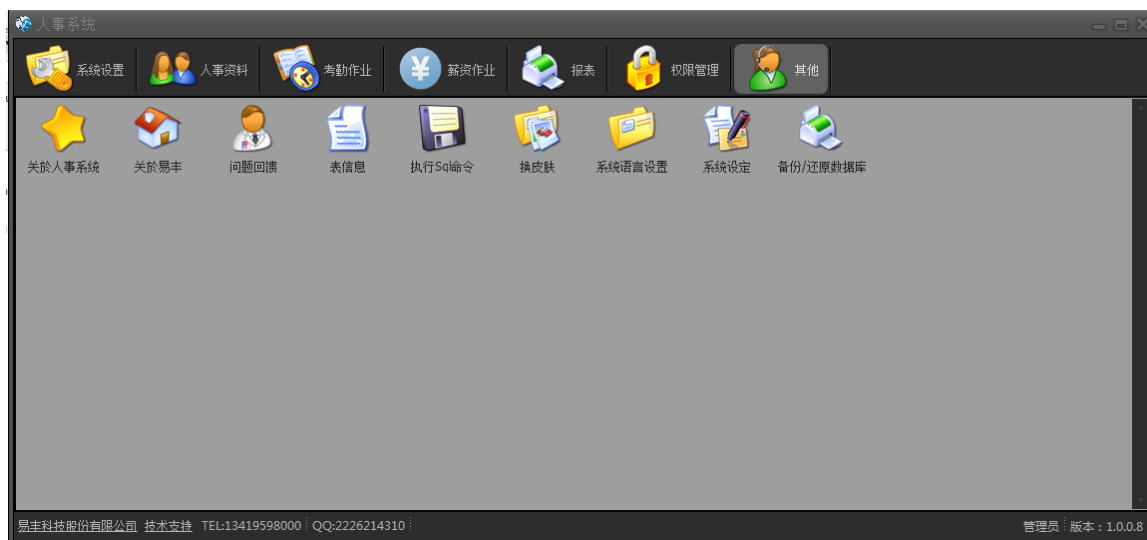 人事系统
系统设置 人事资料 考勤作业 薪资作业 报表 权限管理 其他
关於人事系统 关於易丰 问题回馈 表信息 执行Sql命令 换皮肤 系统语言设置 系统设定 备份/还原数据库
易丰科技股份有限公司 技术支持 TEL:13419598000 QQ:2226214310 管理员 版本：1.0.0.8